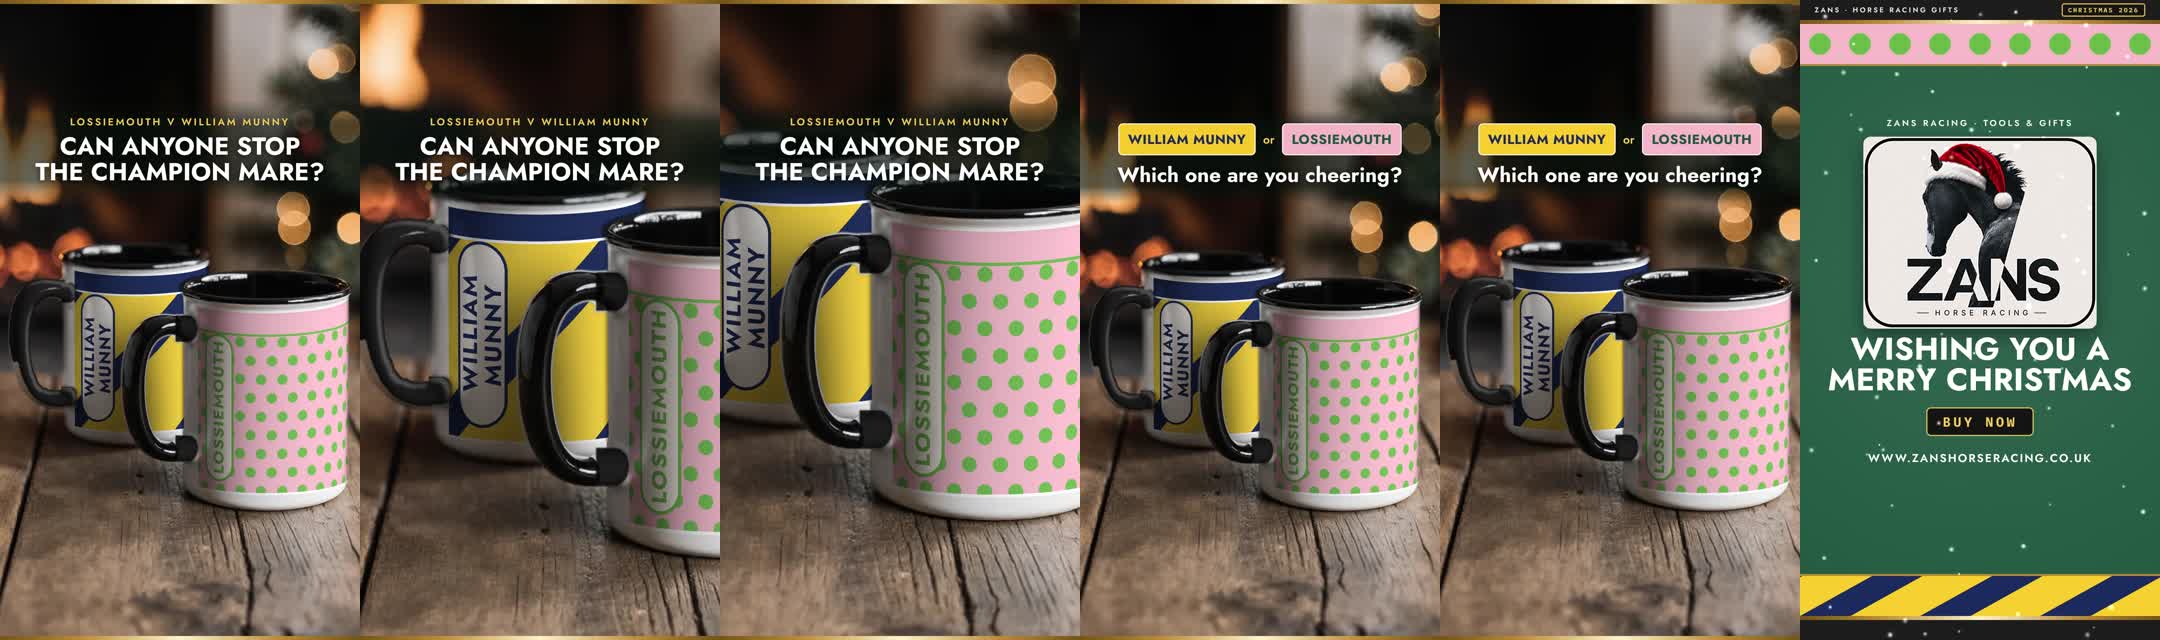 LOSSIEMOUTH V WILLIAM MUNNY
CAN ANYONE STOP
THE CHAMPION MARE?
WILLIAM
MUNNY
LOSSIEMOUTH
LOSSIEMOUTH V WILLIAM MUNNY
CAN ANYONE STOP
THE CHAMPION MARE?
WILLIAM
MUNNY
LOSSIEMOUTH
LOSSIEMOUTH V WILLIAM MUNNY
CAN ANYONE STOP
THE CHAMPION MARE?
WILLIAM
MUNNY
LOSSIEMOUTH
WILLIAM MUNNY or LOSSIEMOUTH
Which one are you cheering?
WILLIAM
MUNNY
LOSSIEMOUTH
WILLIAM MUNNY or LOSSIEMOUTH
Which one are you cheering?
WILLIAM
MUNNY
LOSSIEMOUTH
ZANS · HORSE RACING GIFTS
CHRISTMAS 2026
ZANS RACING · TOOLS & GIFTS
ZANS
HORSE RACING
WISHING YOU A
MERRY CHRISTMAS
BUY NOW
WWW.ZANSHORSERACING.CO.UK